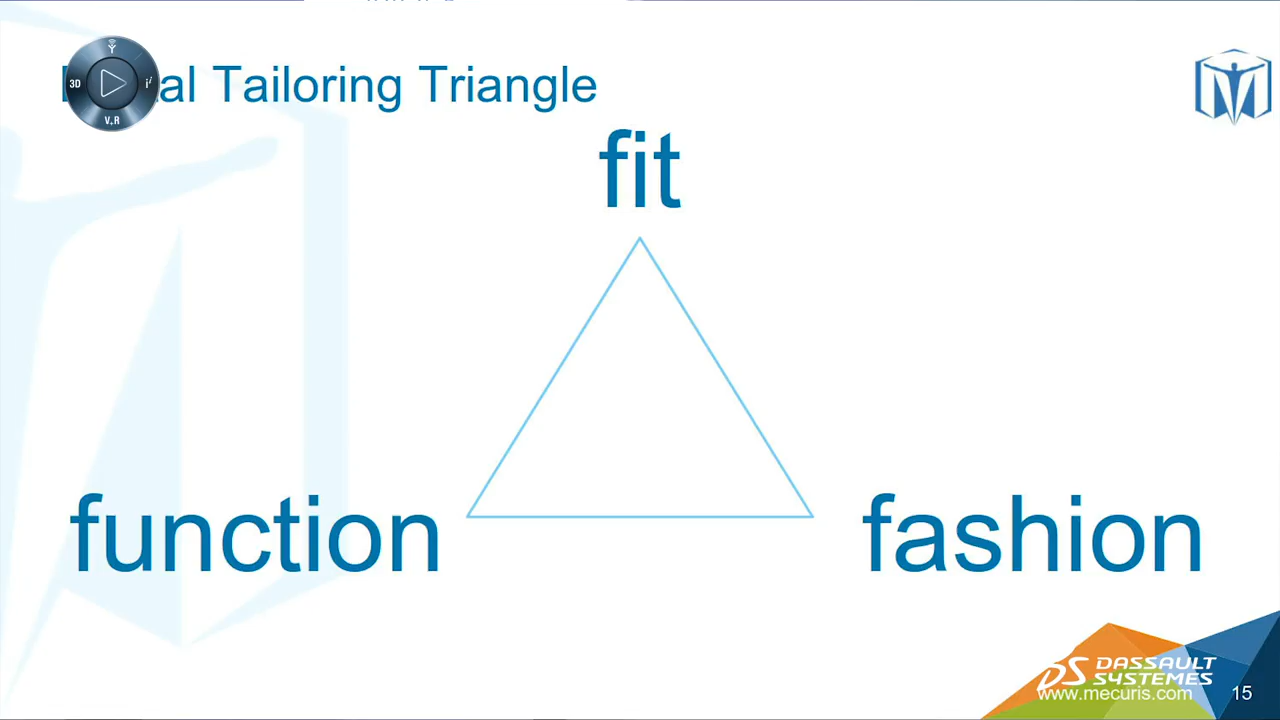 al Tailoring Triangle
3D
V,R
fit
function
fashion
DASSAULT
SYSTEMES
www.mecuris.com
15